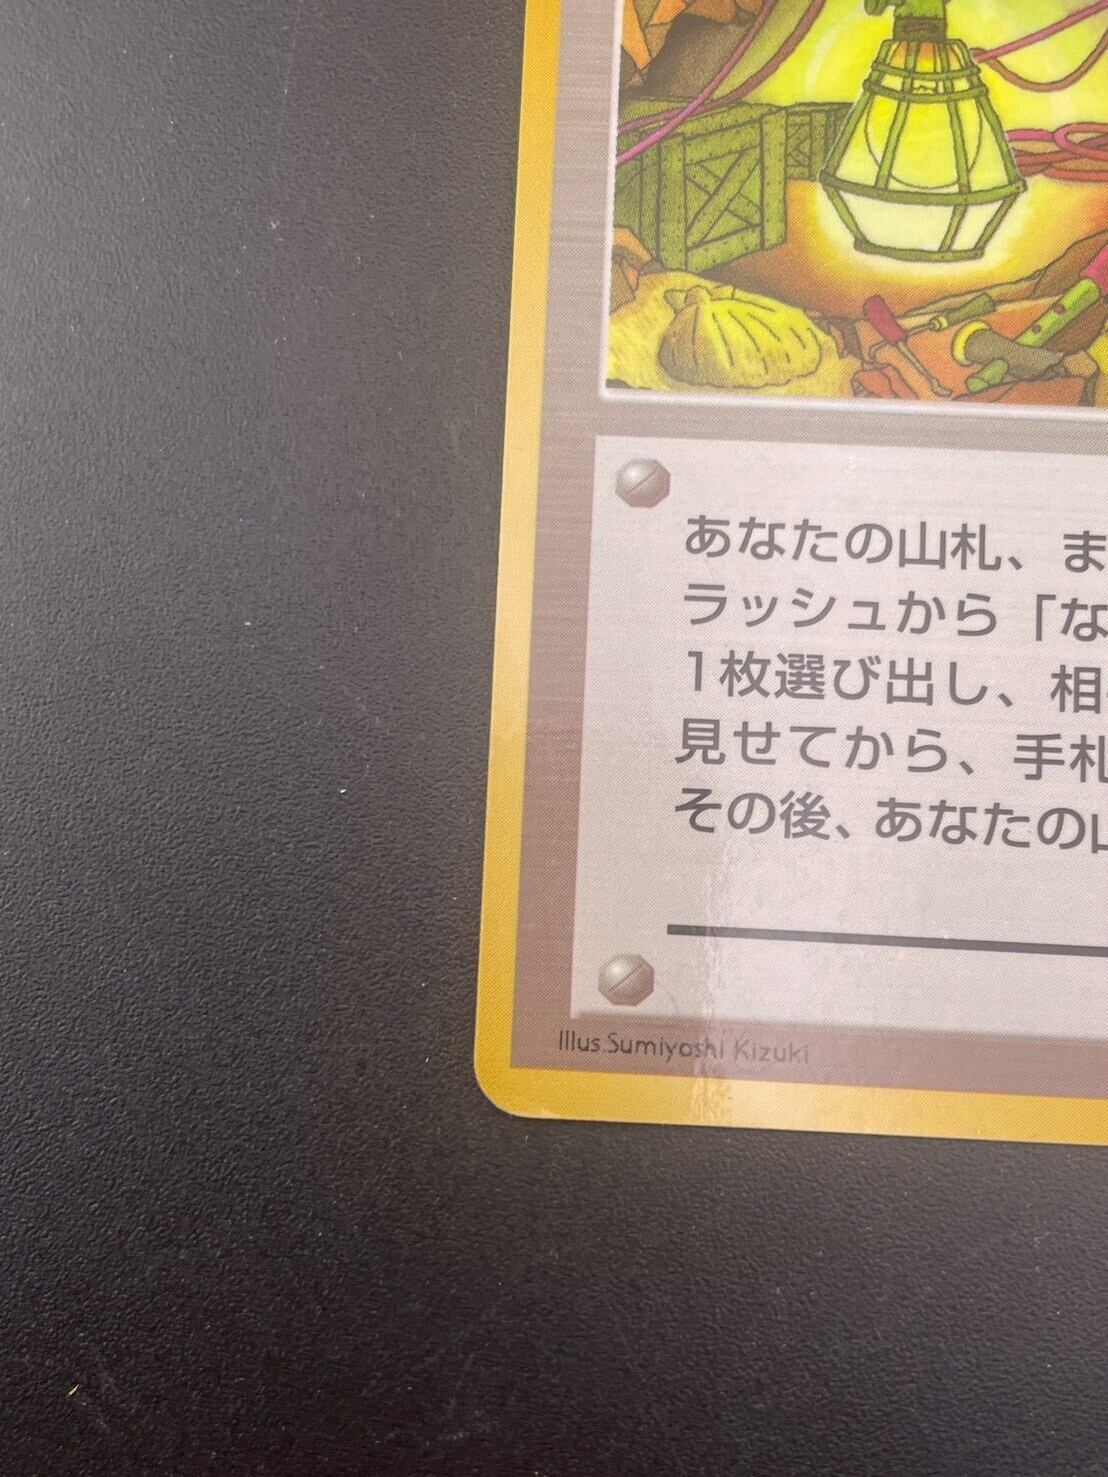 あなたの山札、ま
ラッシュから「な
1枚選び出し、相
見せてから、手札
その後、あなたの山
Illus.Sumiyoshi Kizuki